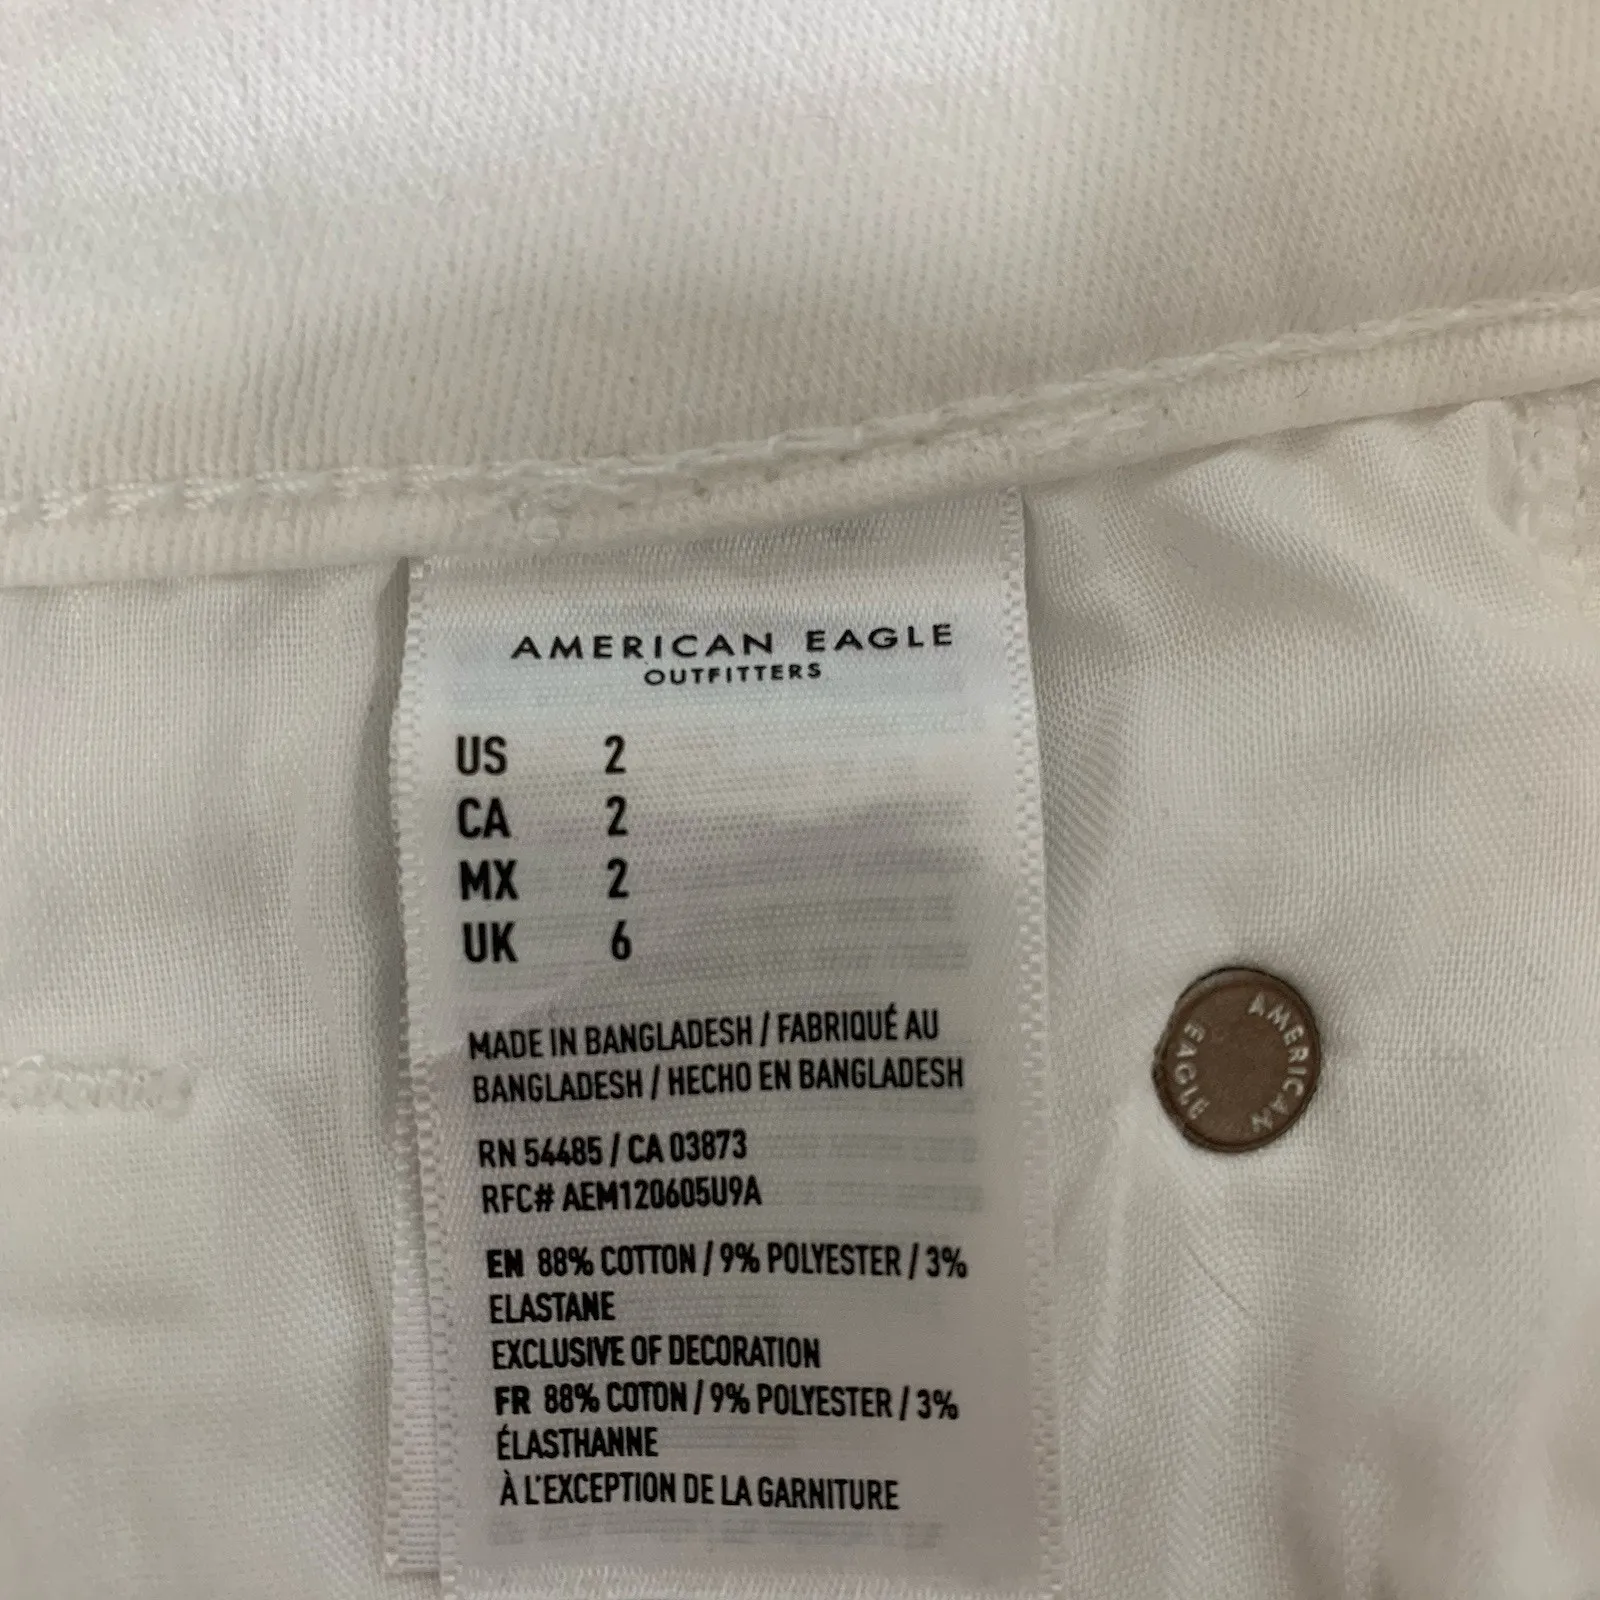 AMERICAN EAGLE
OUTFITTERS
US 2
CA 2
MX 2
UK 6
MADE IN BANGLADESH / FABRIQUÉ AU
BANGLADESH / HECHO EN BANGLADESH
RN 54485 / CA 03873
RFC# AEM120605U9A
EN 88% COTTON / 9% POLYESTER / 3%
ELASTANE
EXCLUSIVE OF DECORATION
FR 88% COTON / 9% POLYESTER / 3%
ÉLASTHANNE
À L'EXCEPTION DE LA GARNITURE
AMERICAN
EAGLE